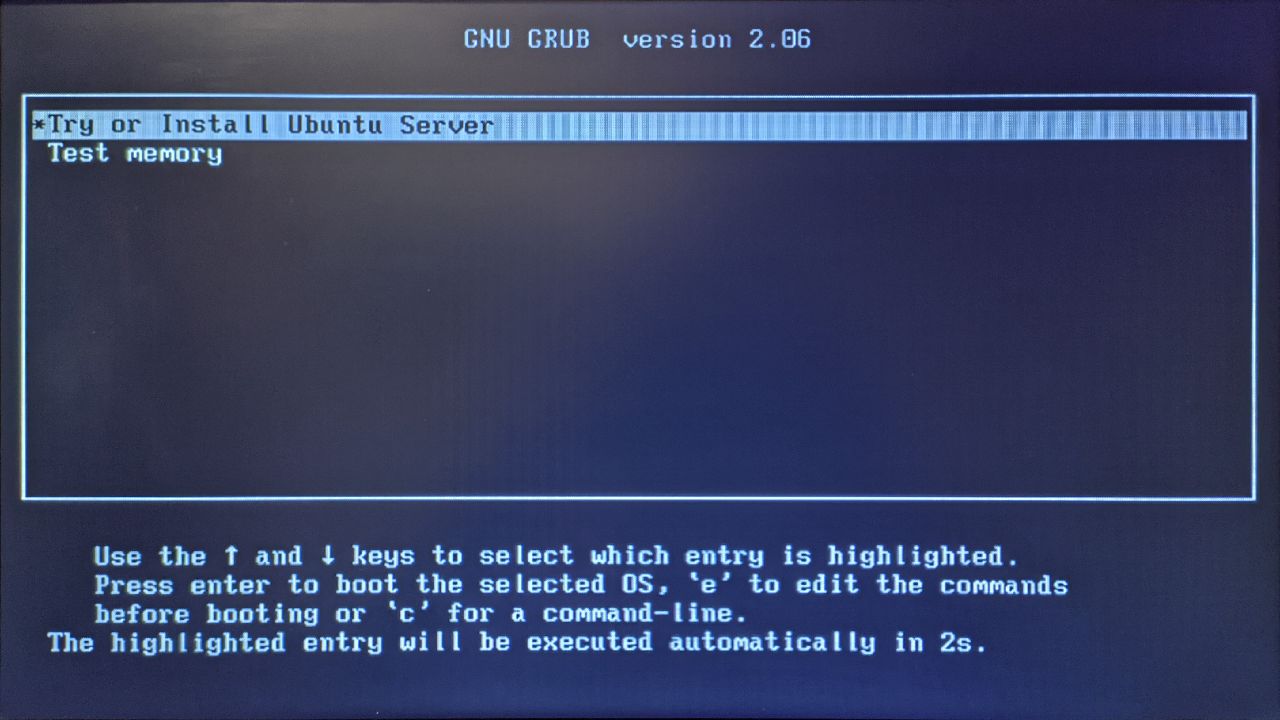 GNU GRUB  version 2.06
*Try or Install Ubuntu Server
Test memory
Use the ↑ and ↓ keys to select which entry is highlighted.
Press enter to boot the selected OS, `e' to edit the commands
before booting or `c' for a command-line.
The highlighted entry will be executed automatically in 2s.